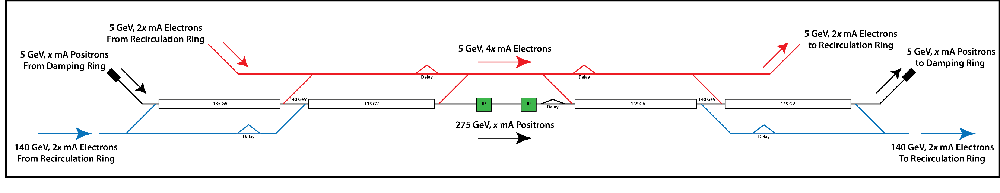 5 GeV, 2x mA Electrons
From Recirculation Ring
5 GeV, x mA Positrons
From Damping Ring
5 GeV, 4x mA Electrons
5 GeV, 2x mA Electrons
to Recirculation Ring
5 GeV, x mA Positrons
to Damping Ring
Delay
Delay
135 GV
140 GeV
135 GV
IP
IP
Delay
135 GV
140 GeV
135 GV
275 GeV, x mA Positrons
Delay
Delay
140 GeV, 2x mA Electrons
From Recirculation Ring
140 GeV, 2x mA Electrons
To Recirculation Ring